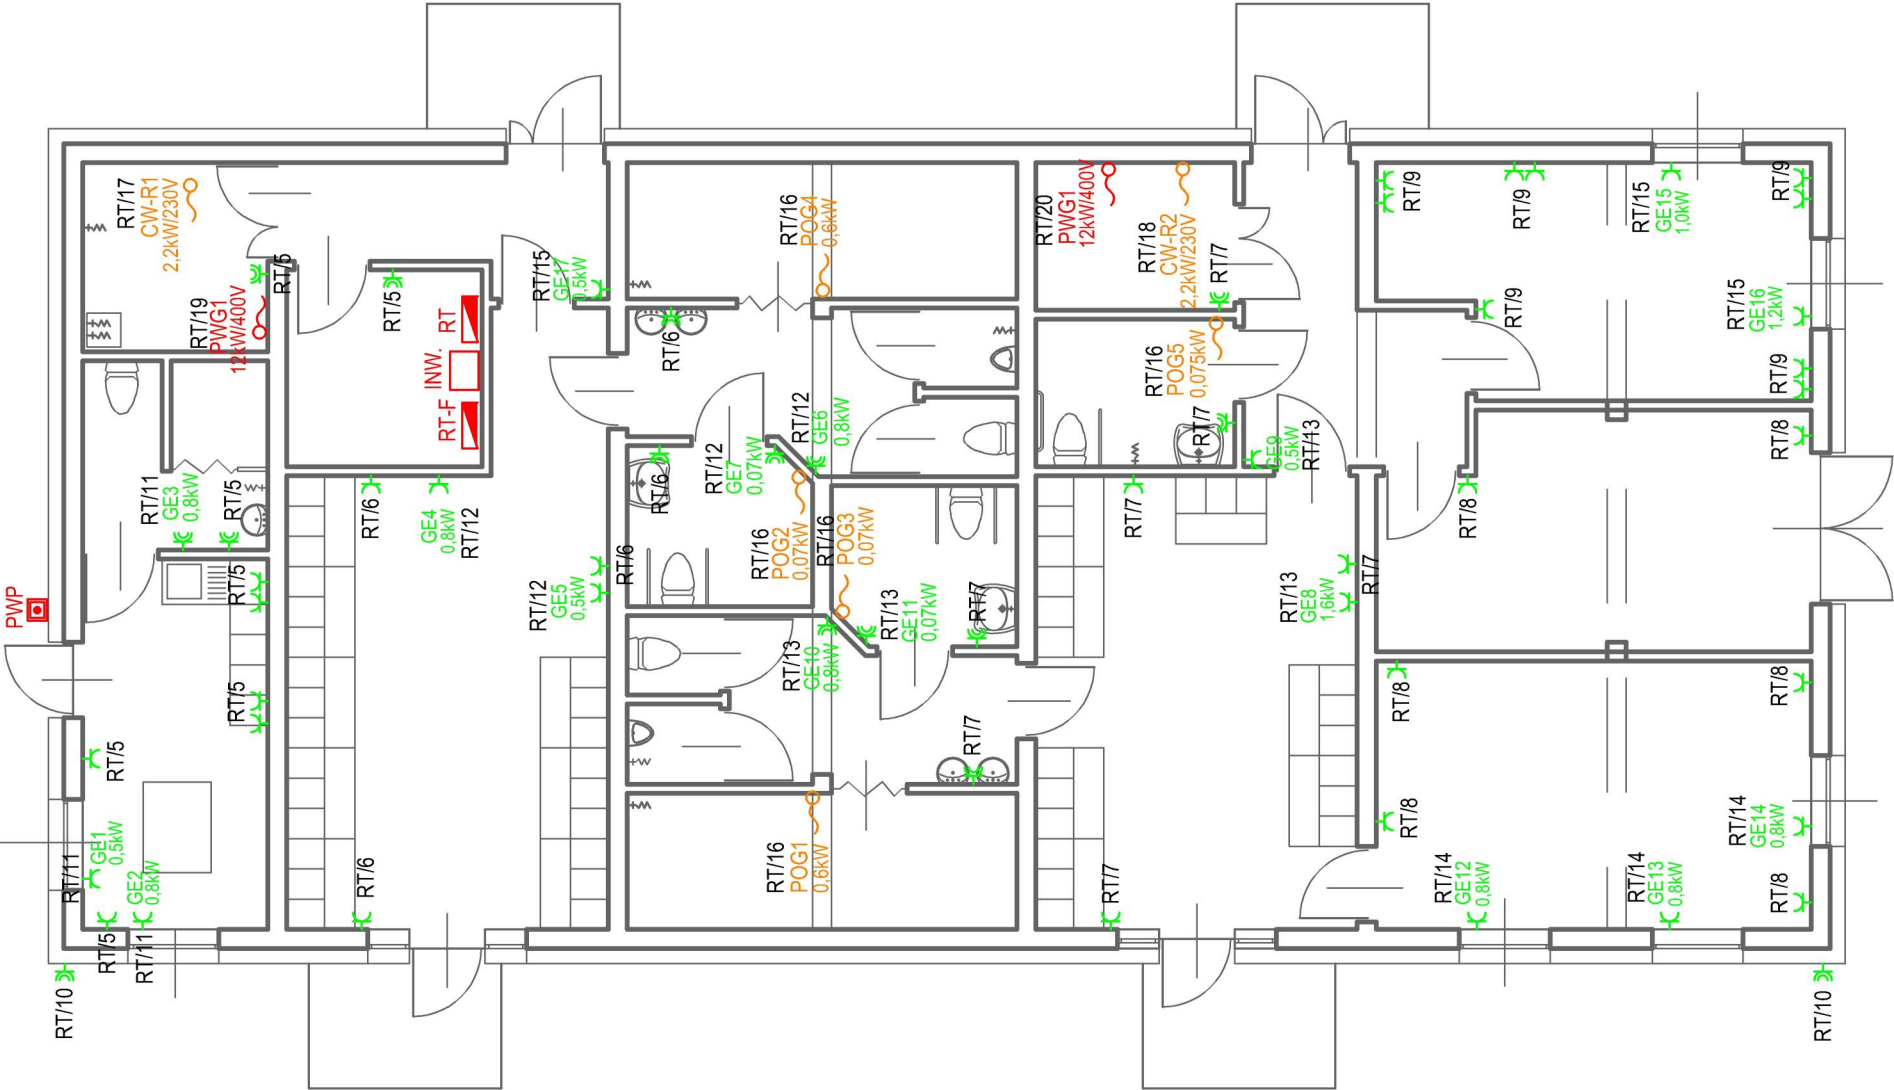 RT/17
CW-R1
2,2kW/230V
RT/5
RT/19
PWG1
12kW/400V
RT/5
RT
INW.
RT-F
RT/15
GE17
0,5kW
RT/16
POG4
0,6kW
RT/6
RT/12
GE6
0,8kW
RT/20
PWG1
12kW/400V
RT/18
CW-R2
2,2kW/230V
RT/7
RT/16
POG5
0,075kW
RT/7
GE9
0,5kW
RT/13
RT/9
RT/9
RT/15
GE15
1,0kW
RT/9
RT/9
RT/15
GE16
1,2kW
RT/9
RT/8
RT/8
RT/11
GE3
0,8kW
RT/5
RT/6
GE4
0,8kW
RT/12
RT/6
RT/12
GE7
0,07kW
RT/16
POG2
0,07kW
RT/16
POG3
0,07kW
RT/6
RT/12
GE5
0,5kW
RT/7
RT/13
GE8
1,6kW
RT/7
PWP
RT/5
RT/5
RT/5
RT/13
GE10
0,8kW
RT/13
GE11
0,07kW
RT/7
RT/7
RT/8
RT/8
RT/8
RT/14
GE14
0,8kW
RT/11
GE1
0,5kW
GE2
0,8kW
RT/5
RT/11
RT/10
RT/6
RT/16
POG1
0,6kW
RT/7
RT/14
GE12
0,8kW
RT/14
GE13
0,8kW
RT/8
RT/10